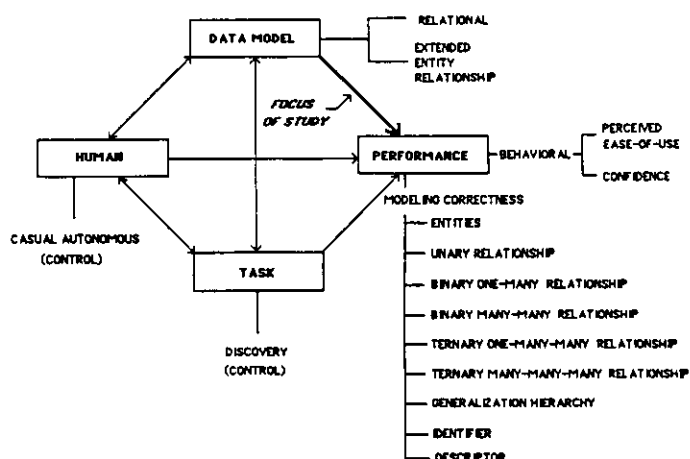 RELATIONAL
DATA MODEL
EXTENDED
ENTITY
RELATIONSHIP
FOCUS
OF STUDY
HUMAN
PERFORMANCE
BEHAVIORAL
PERCEIVED
EASE-OF-USE
CONFIDENCE
MODELING CORRECTNESS
ENTITIES
CASUAL AUTONOMOUS
(CONTROL)
TASK
UNARY RELATIONSHIP
BINARY ONE-MANY RELATIONSHIP
BINARY MANY-MANY RELATIONSHIP
DISCOVERY
(CONTROL)
TERNARY ONE-MANY-MANY RELATIONSHIP
TERNARY MANY-MANY-MANY RELATIONSHIP
GENERALIZATION HIERARCHY
IDENTIFIER
DESCRIPTOR